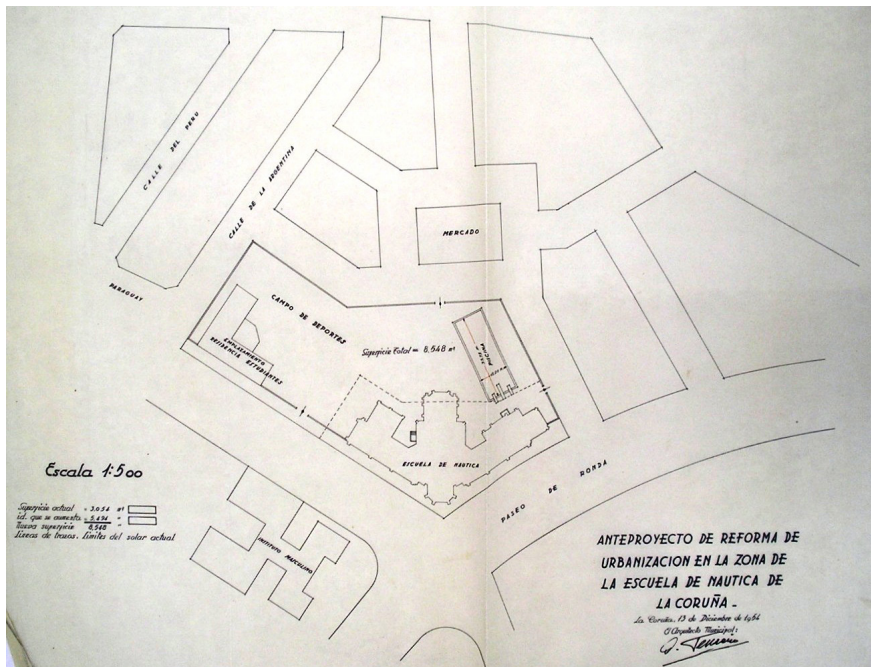 CALLE DEL PERU
CALLE DE LA ARGENTINA
PARAGUAY
MERCADO
CAMPO DE DEPORTES
EMPLAZAMIENTO
RESIDENCIA ESTUDIANTES
Superficie Total = 8.548 m²
PISCINA
ESCUELA DE NAUTICA
PASEO DE RONDA
INSTITUTO MASCULINO
Escala 1:500
Superficie actual = 3.054 m²
id. que se aumenta = 5.494 "
Nueva superficie 8.548 "
Lineas de trazos. Limites del solar actual
ANTEPROYECTO DE REFORMA DE
URBANIZACION EN LA ZONA DE
LA ESCUELA DE NAUTICA DE
LA CORUÑA -
La Coruña, 13 de Diciembre de 1954
El Arquitecto Municipal: